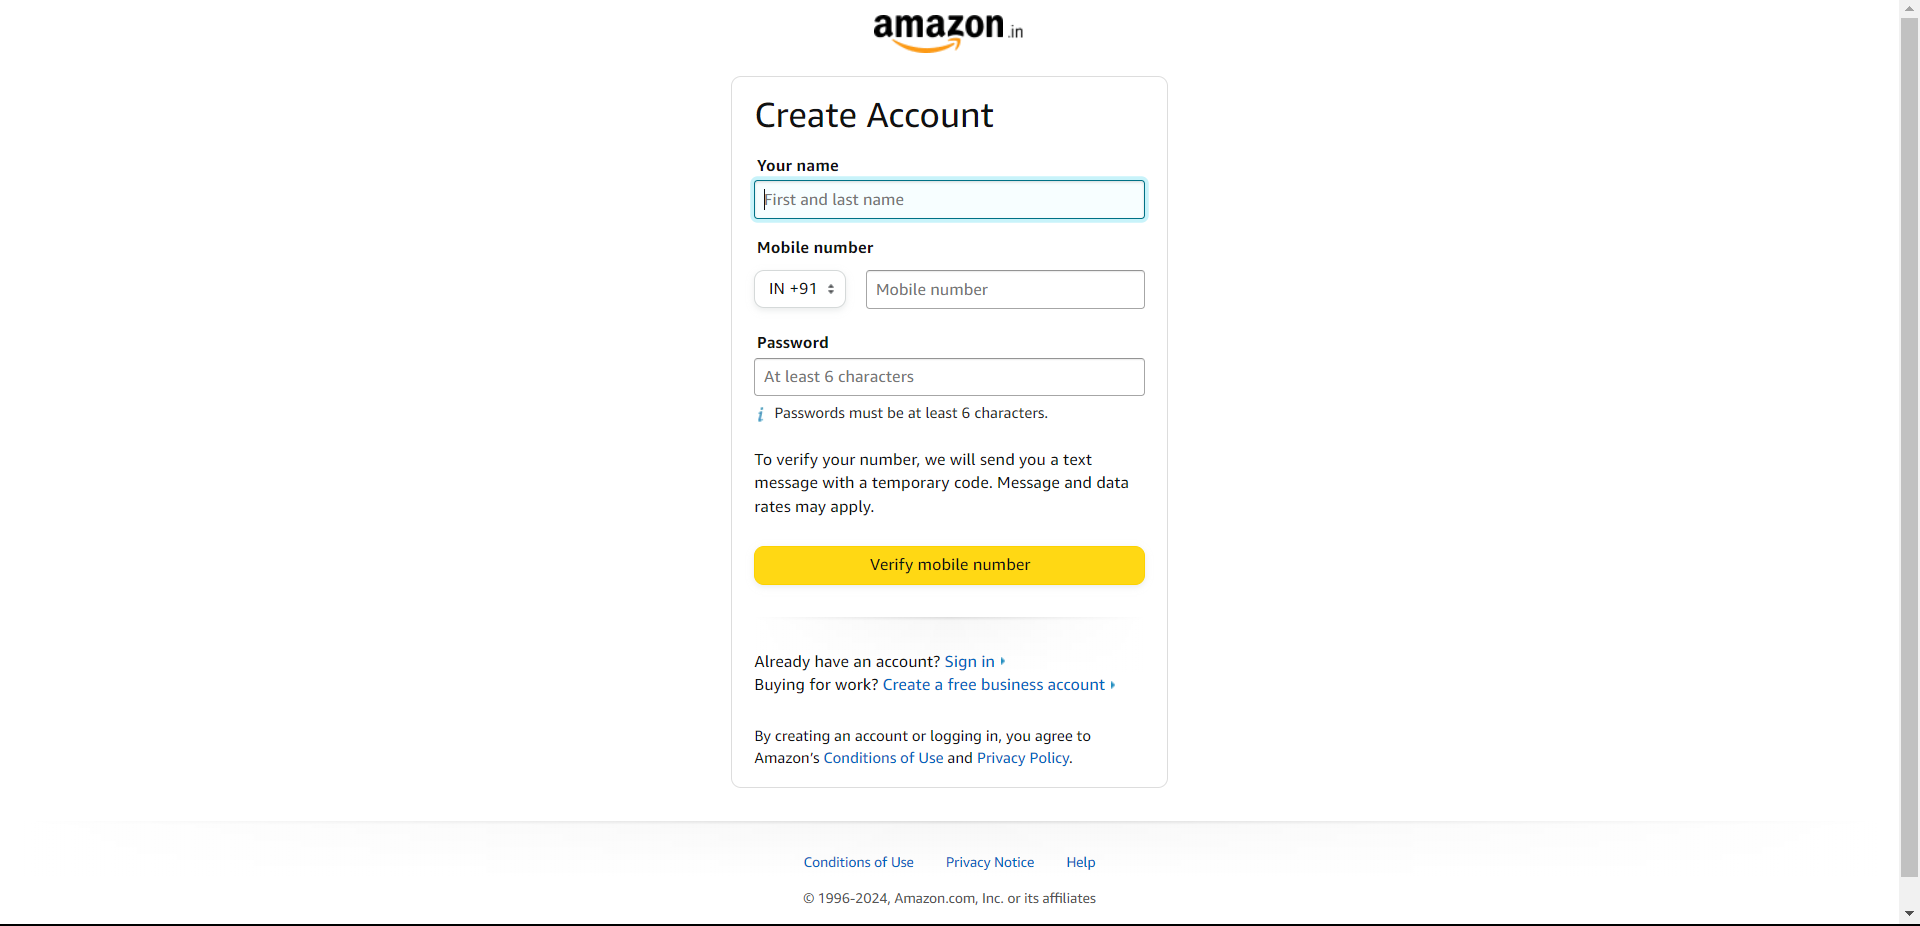 amazon.in
Create Account
Your name
First and last name
Mobile number
IN +91 Mobile number
Password
At least 6 characters
i Passwords must be at least 6 characters.
To verify your number, we will send you a text
message with a temporary code. Message and data
rates may apply.
Verify mobile number
Already have an account? Sign in
Buying for work? Create a free business account
By creating an account or logging in, you agree to
Amazon’s Conditions of Use and Privacy Policy.
Conditions of Use Privacy Notice Help
© 1996-2024, Amazon.com, Inc. or its affiliates